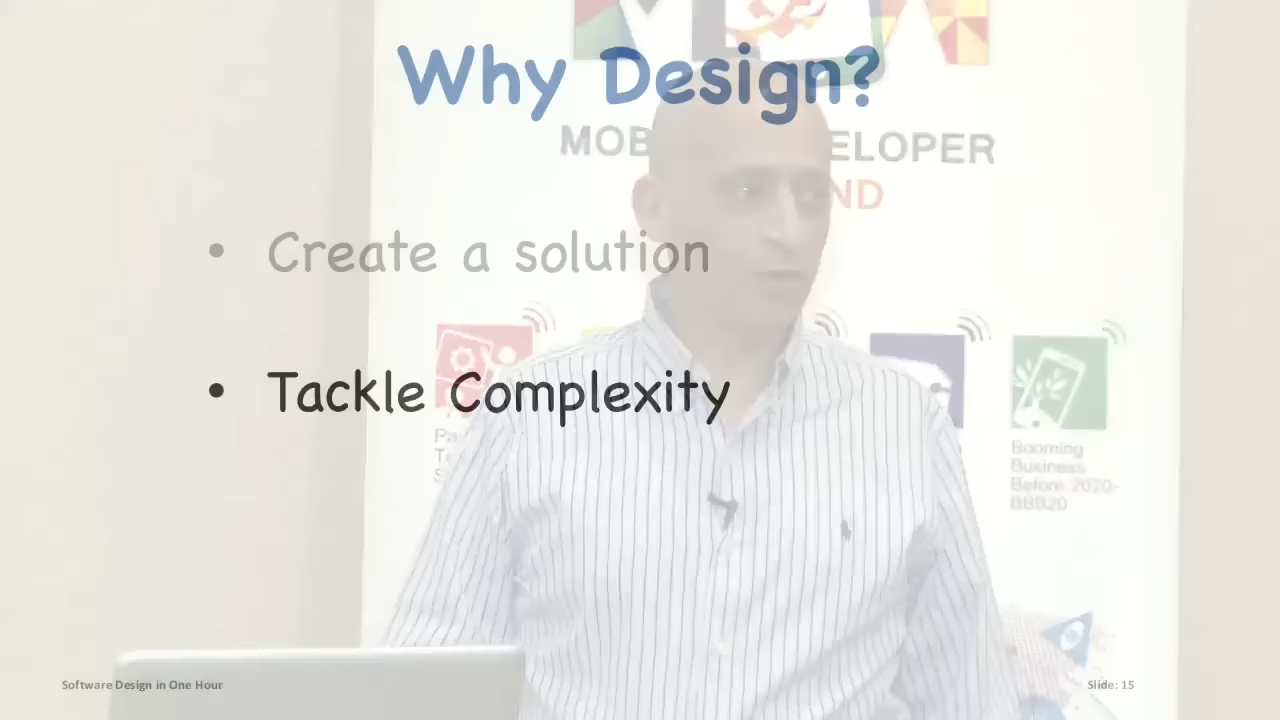 Why Design?
ELOPER
ND
• Create a solution
• Tackle Complexity
Booming
Business
Before 2020-
BBB20
Software Design in One Hour
Slide: 15